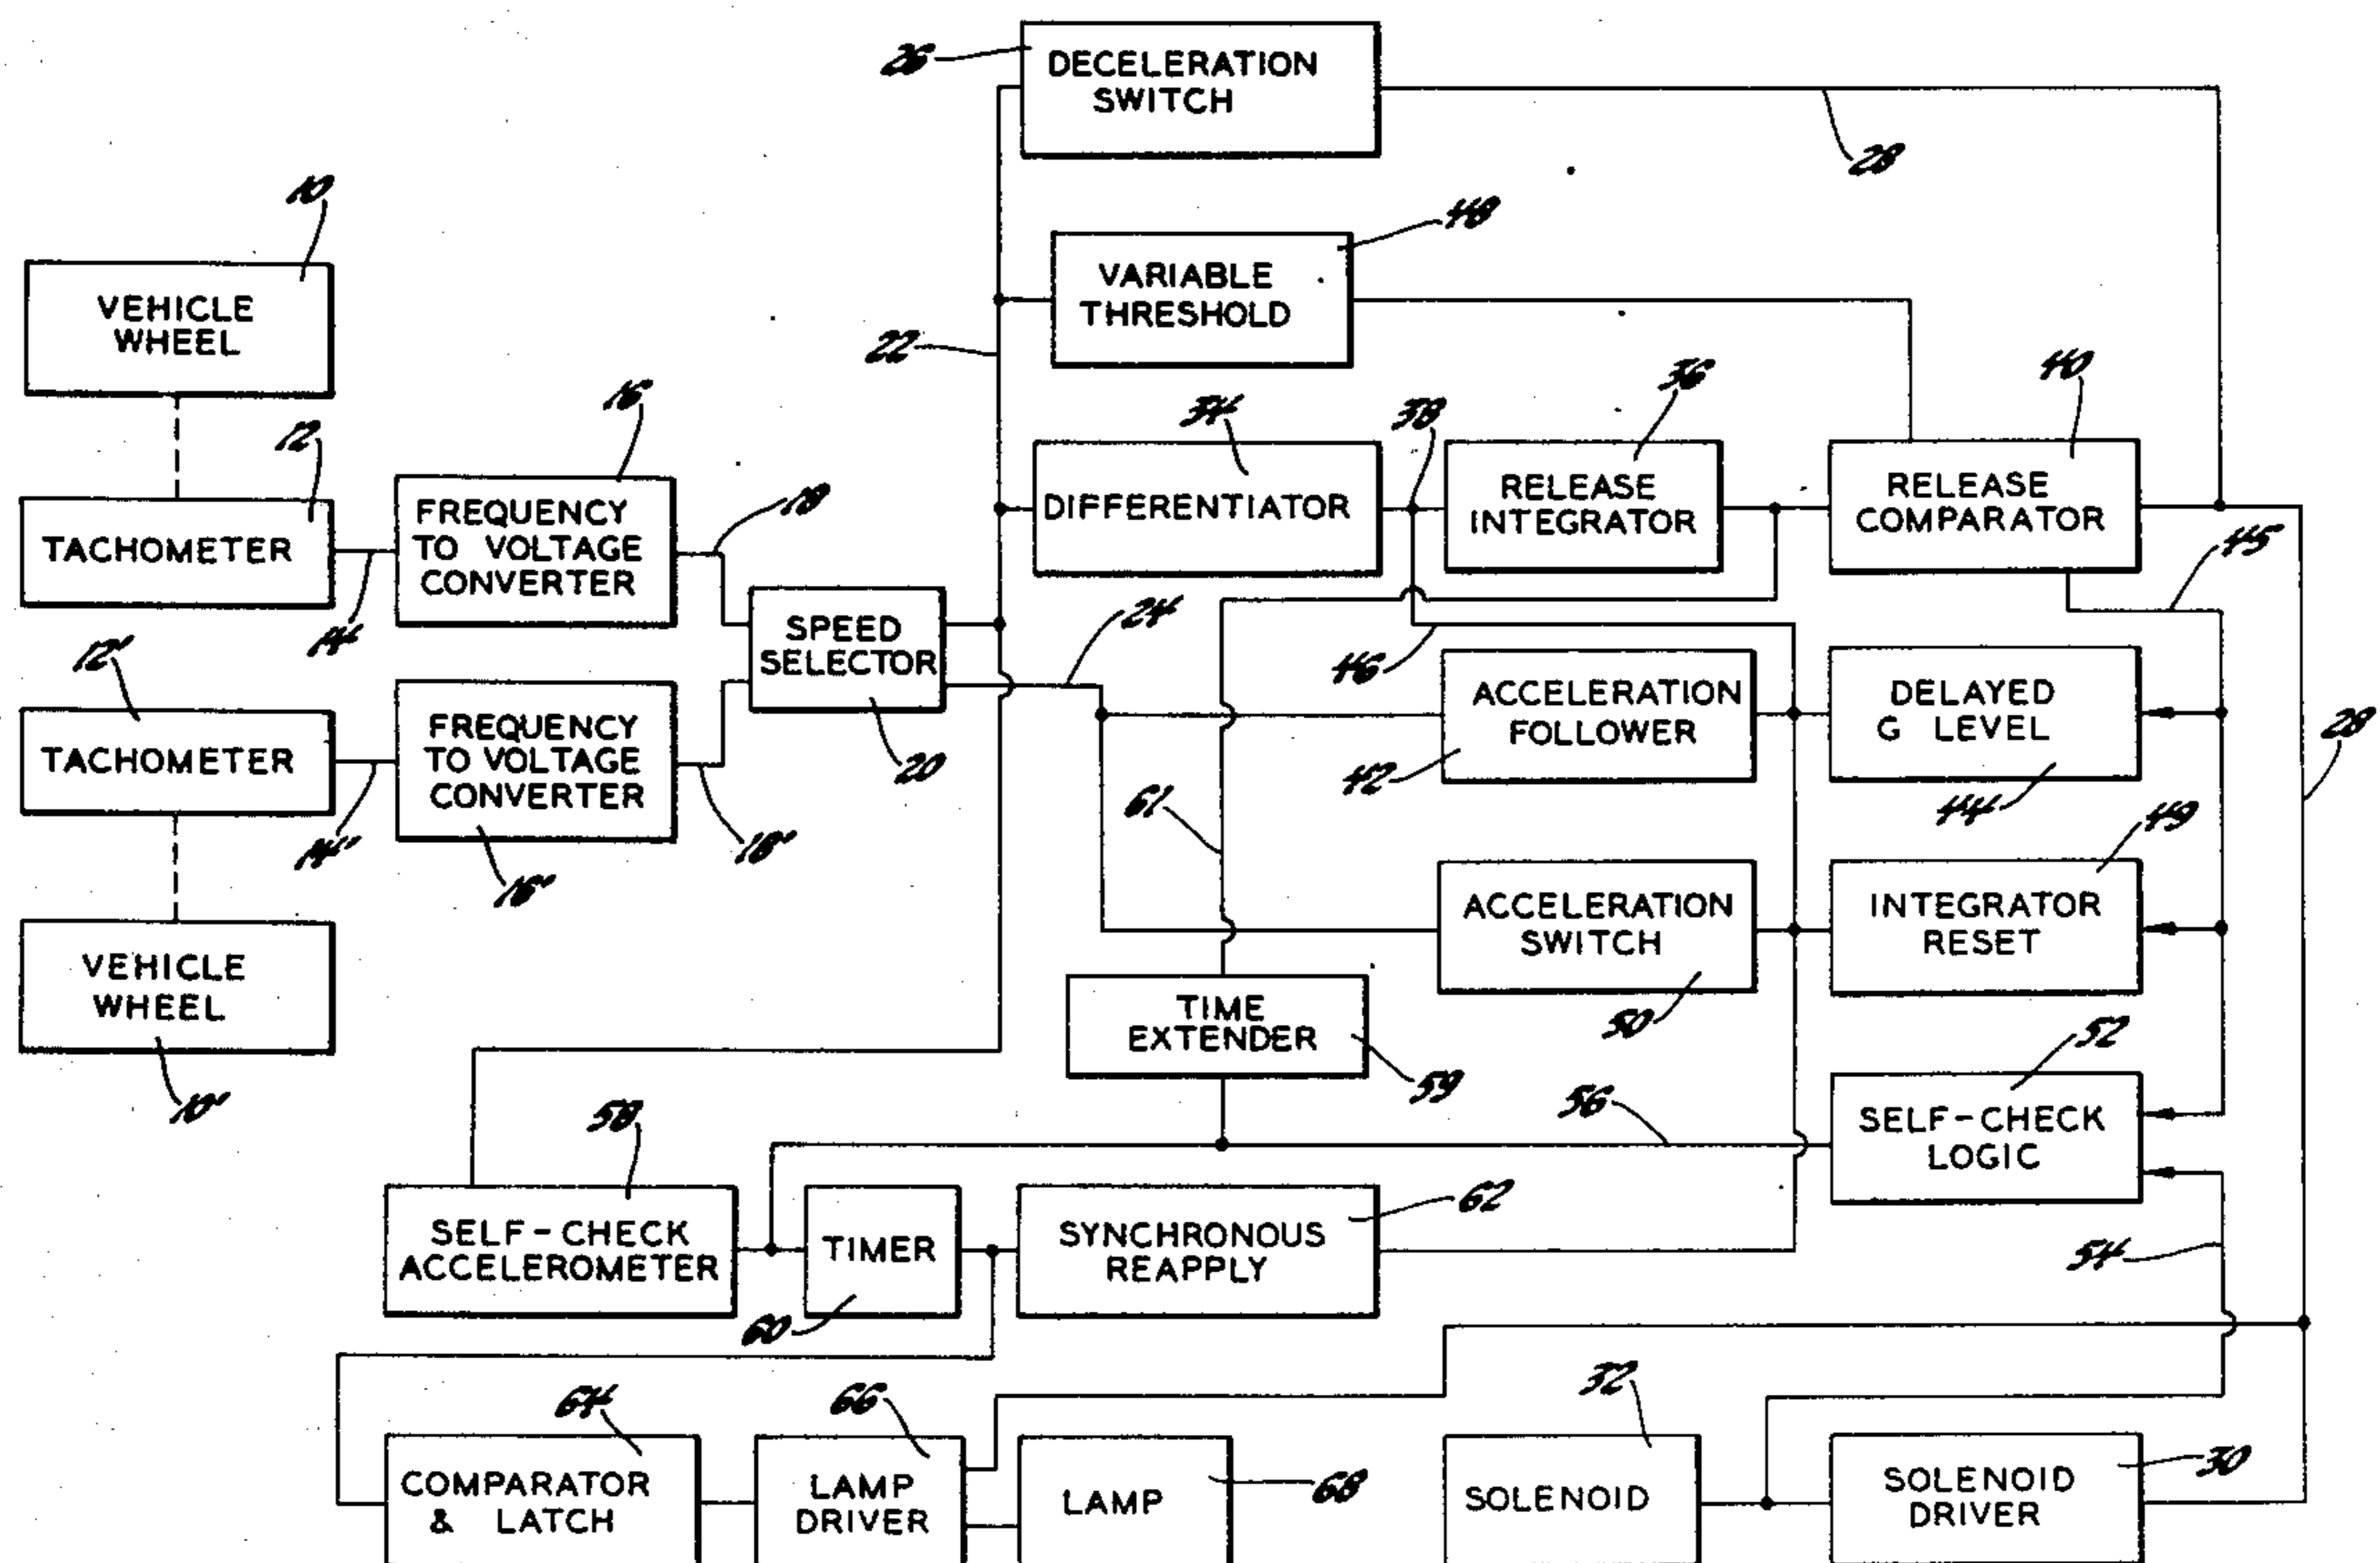 26
DECELERATION
SWITCH
28
10
VEHICLE
WHEEL
48
VARIABLE
THRESHOLD
22
12
TACHOMETER
14
16
FREQUENCY
TO VOLTAGE
CONVERTER
18
34
DIFFERENTIATOR
38
36
RELEASE
INTEGRATOR
40
RELEASE
COMPARATOR
45
SPEED
SELECTOR
20
24
46
12'
TACHOMETER
14'
FREQUENCY
TO VOLTAGE
CONVERTER
16'
18'
ACCELERATION
FOLLOWER
42
DELAYED
G LEVEL
44
28
61
49
VEHICLE
WHEEL
10'
ACCELERATION
SWITCH
50
INTEGRATOR
RESET
TIME
EXTENDER
59
56
52
SELF-CHECK
LOGIC
58
SELF-CHECK
ACCELEROMETER
TIMER
60
SYNCHRONOUS
REAPPLY
62
54
64
COMPARATOR
& LATCH
66
LAMP
DRIVER
LAMP
68
32
SOLENOID
SOLENOID
DRIVER
30